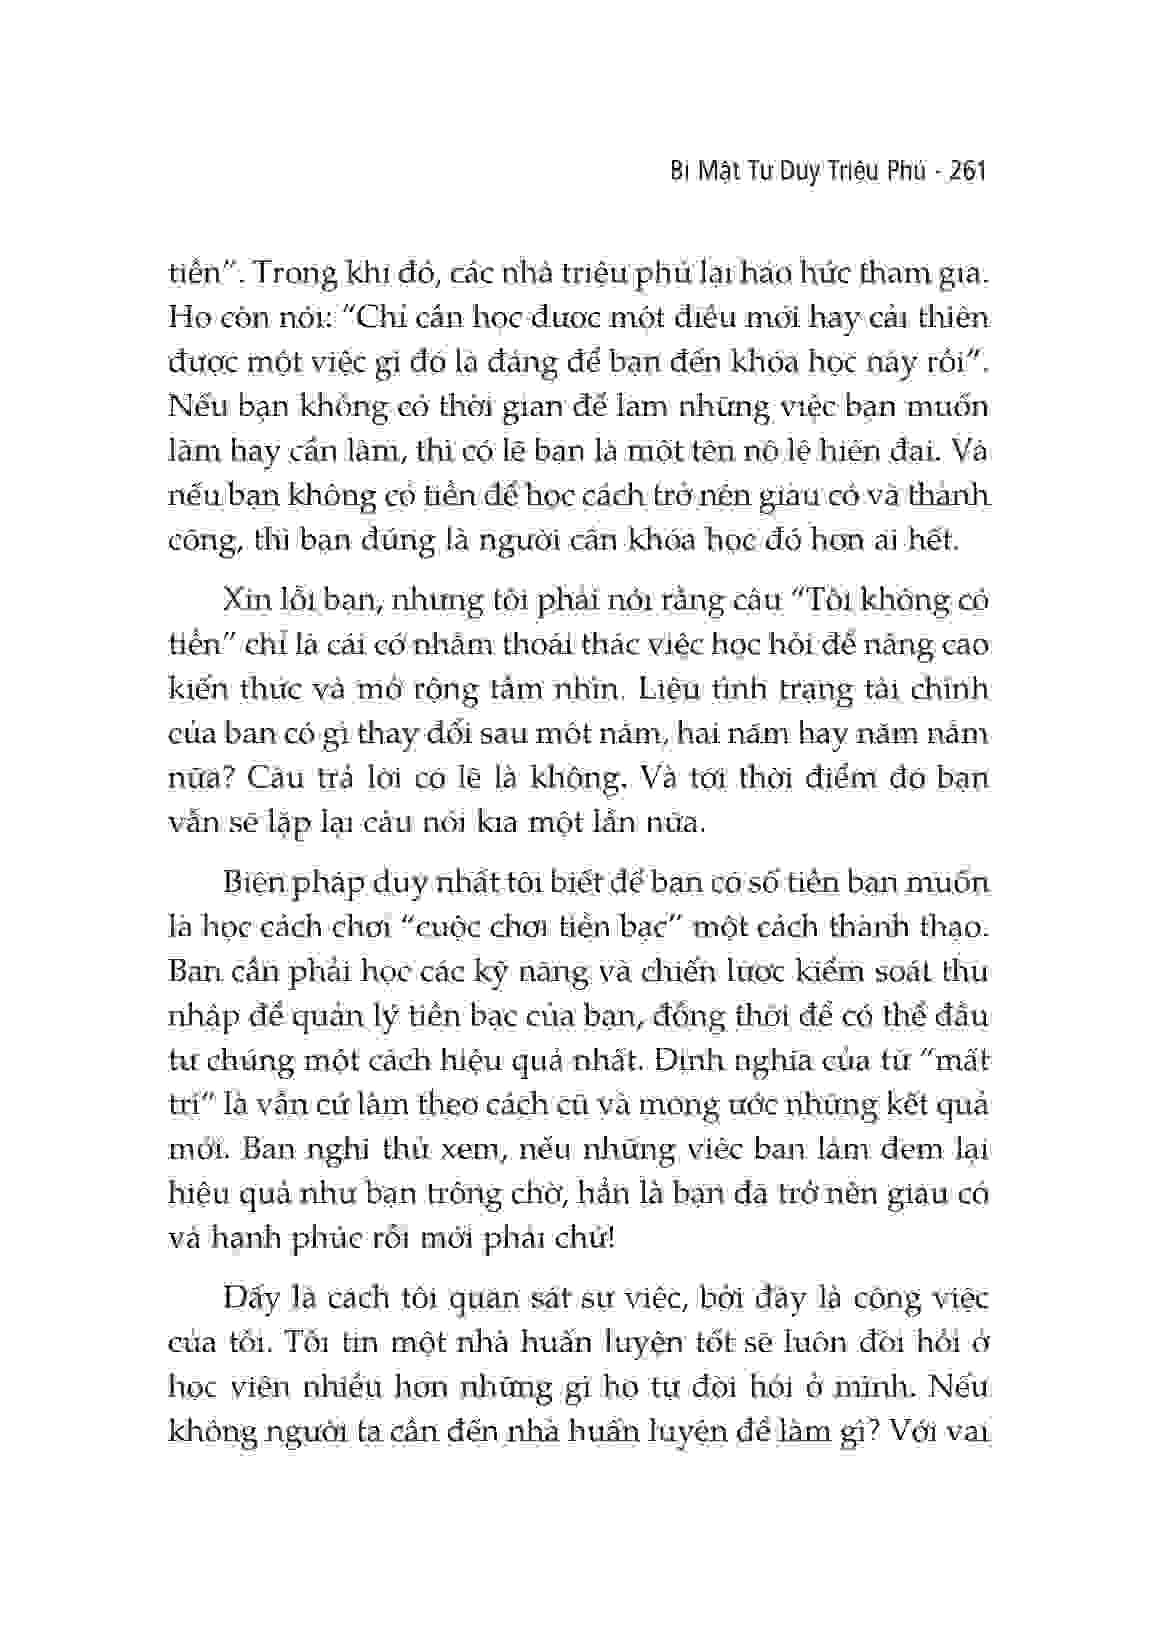 Bí Mật Tư Duy Triệu Phú - 261
tiền”. Trong khi đó, các nhà triệu phú lại háo hức tham gia.
Họ còn nói: “Chỉ cần học được một điều mới hay cải thiện
được một việc gì đó là đáng để bạn đến khóa học này rồi”.
Nếu bạn không có thời gian để làm những việc bạn muốn
làm hay cần làm, thì có lẽ bạn là một tên nô lệ hiện đại. Và
nếu bạn không có tiền để học cách trở nên giàu có và thành
công, thì bạn đúng là người cần khóa học đó hơn ai hết.
Xin lỗi bạn, nhưng tôi phải nói rằng câu “Tôi không có
tiền” chỉ là cái cớ nhằm thoái thác việc học hỏi để nâng cao
kiến thức và mở rộng tầm nhìn. Liệu tình trạng tài chính
của bạn có gì thay đổi sau một năm, hai năm hay năm năm
nữa? Câu trả lời có lẽ là không. Và tới thời điểm đó bạn
vẫn sẽ lặp lại câu nói kia một lần nữa.
Biện pháp duy nhất tôi biết để bạn có số tiền bạn muốn
là học cách chơi “cuộc chơi tiền bạc” một cách thành thạo.
Bạn cần phải học các kỹ năng và chiến lược kiểm soát thu
nhập để quản lý tiền bạc của bạn, đồng thời để có thể đầu
tư chúng một cách hiệu quả nhất. Định nghĩa của từ “mất
trí” là vẫn cứ làm theo cách cũ và mong ước những kết quả
mới. Bạn nghĩ thử xem, nếu những việc bạn làm đem lại
hiệu quả như bạn trông chờ, hẳn là bạn đã trở nên giàu có
và hạnh phúc rồi mới phải chứ!
Đấy là cách tôi quan sát sự việc, bởi đây là công việc
của tôi. Tôi tin một nhà huấn luyện tốt sẽ luôn đòi hỏi ở
học viên nhiều hơn những gì họ tự đòi hỏi ở mình. Nếu
không người ta cần đến nhà huấn luyện để làm gì? Với vai